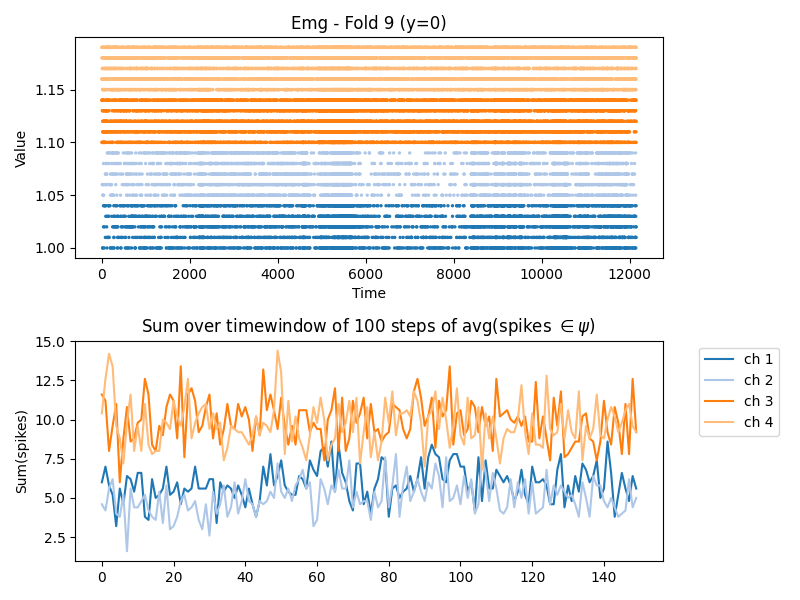 Emg - Fold 9 (y=0)
Value
1.15
1.10
1.05
1.00
0 2000 4000 6000 8000 10000 12000
Time
Sum over timewindow of 100 steps of avg(spikes ∈ψ)
Sum(spikes)
15.0
12.5
10.0
7.5
5.0
2.5
0 20 40 60 80 100 120 140
ch 1
ch 2
ch 3
ch 4